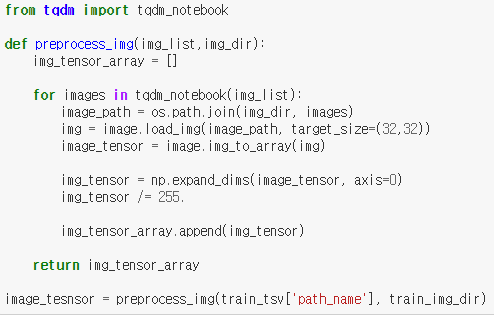 from tqdm import tqdm_notebook
def preprocess_img(img_list,img_dir):
    img_tensor_array = []
    for images in tqdm_notebook(img_list):
        image_path = os.path.join(img_dir, images)
        img = image.load_img(image_path, target_size=(32,32))
        image_tensor = image.img_to_array(img)
        img_tensor = np.expand_dims(image_tensor, axis=0)
        img_tensor /= 255.
        img_tensor_array.append(img_tensor)
    return img_tensor_array
image_tesnsor = preprocess_img(train_tsv['path_name'], train_img_dir)